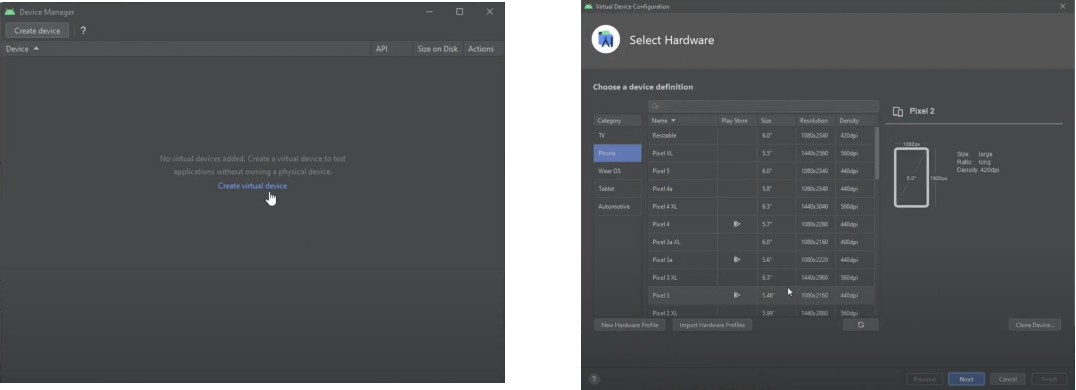 Device Manager
Create device ?
Device API Size on Disk Actions
No virtual devices added. Create a virtual device to test
applications without owning a physical device.
Create virtual device
Virtual Device Configuration
Select Hardware
Choose a device definition
Category
TV
Phone
Wear OS
Tablet
Automotive
Name Play Store Size Resolution Density
Resizable 6.0" 1080x2340 420dpi
Pixel XL 5.5" 1440x2560 560dpi
Pixel 5 6.0" 1080x2340 440dpi
Pixel 4a 5.8" 1080x2340 440dpi
Pixel 4 XL 6.3" 1440x3040 560dpi
Pixel 4 5.7" 1080x2280 440dpi
Pixel 3a XL 6.0" 1080x2160 400dpi
Pixel 3a 5.6" 1080x2220 440dpi
Pixel 3 XL 6.3" 1440x2960 560dpi
Pixel 3 5.46" 1080x2160 440dpi
Pixel 2 XL 5.99" 1440x2880 560dpi
New Hardware Profile Import Hardware Profiles
Pixel 2
1080px
5.0" 1920px
Size: large
Ratio: long
Density: 420dpi
Clone Device...
? Previous Next Cancel Finish